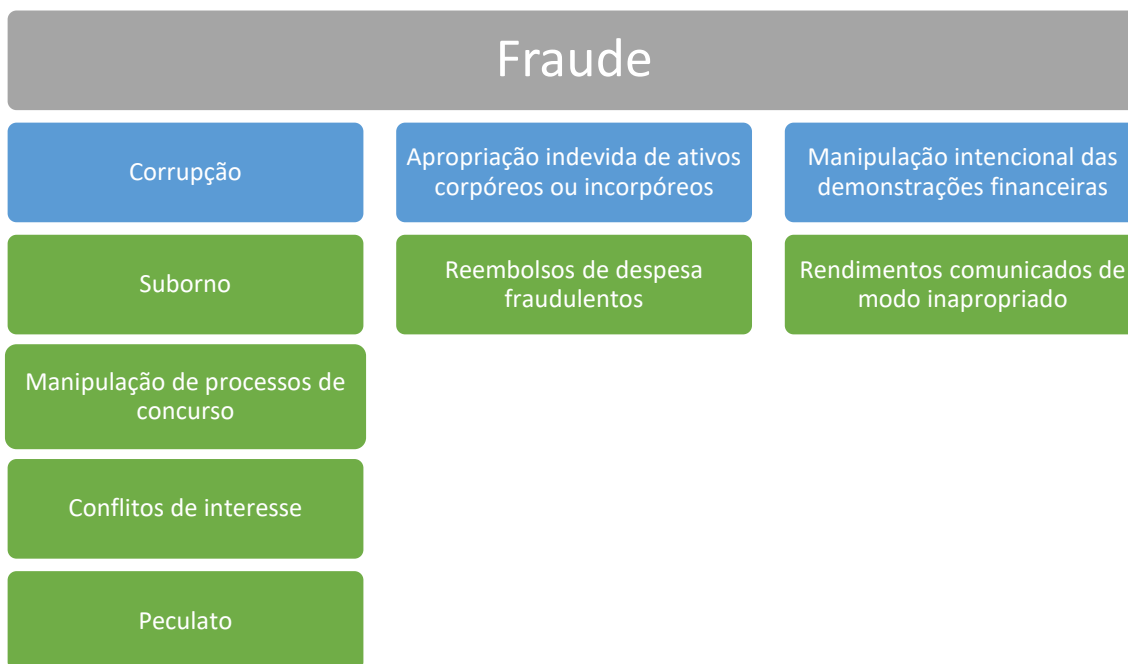 Fraude
Corrupção
Apropriação indevida de ativos
corpóreos ou incorpóreos
Manipulação intencional das
demonstrações financeiras
Suborno
Reembolsos de despesa
fraudulentos
Rendimentos comunicados de
modo inapropriado
Manipulação de processos de
concurso
Conflitos de interesse
Peculato